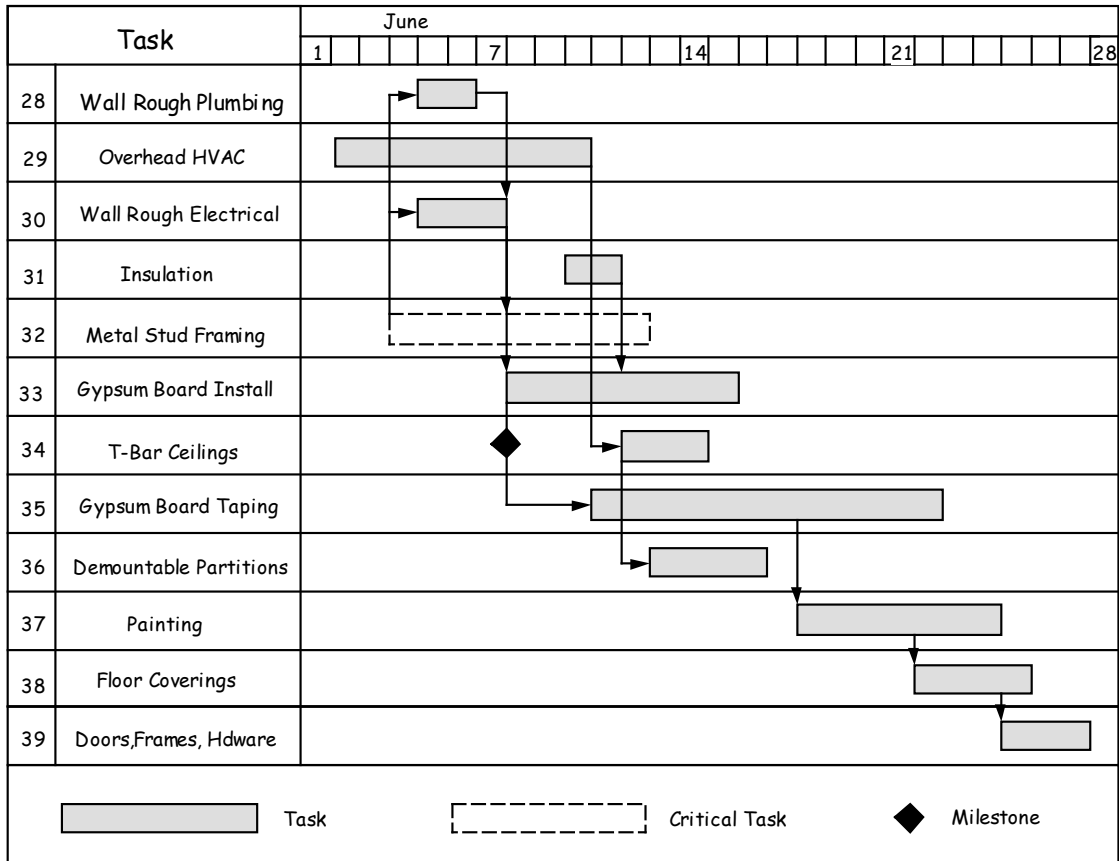 Task
June
1 7 14 21 28
28 Wall Rough Plumbing
29 Overhead HVAC
30 Wall Rough Electrical
31 Insulation
32 Metal Stud Framing
33 Gypsum Board Install
34 T-Bar Ceilings
35 Gypsum Board Taping
36 Demountable Partitions
37 Painting
38 Floor Coverings
39 Doors,Frames, Hdware
Task Critical Task Milestone